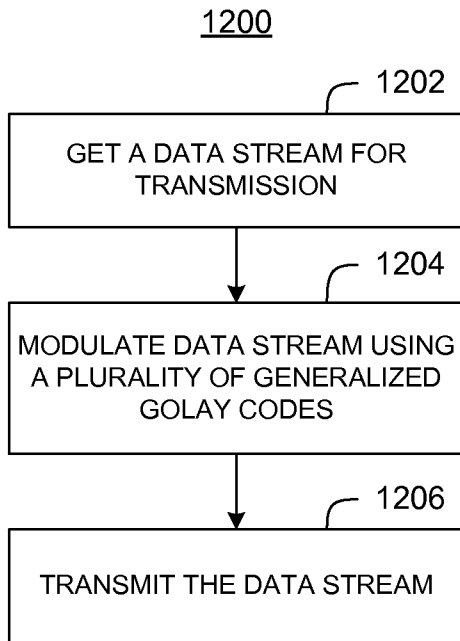 1200
1202
GET A DATA STREAM FOR
TRANSMISSION
1204
MODULATE DATA STREAM USING
A PLURALITY OF GENERALIZED
GOLAY CODES
1206
TRANSMIT THE DATA STREAM